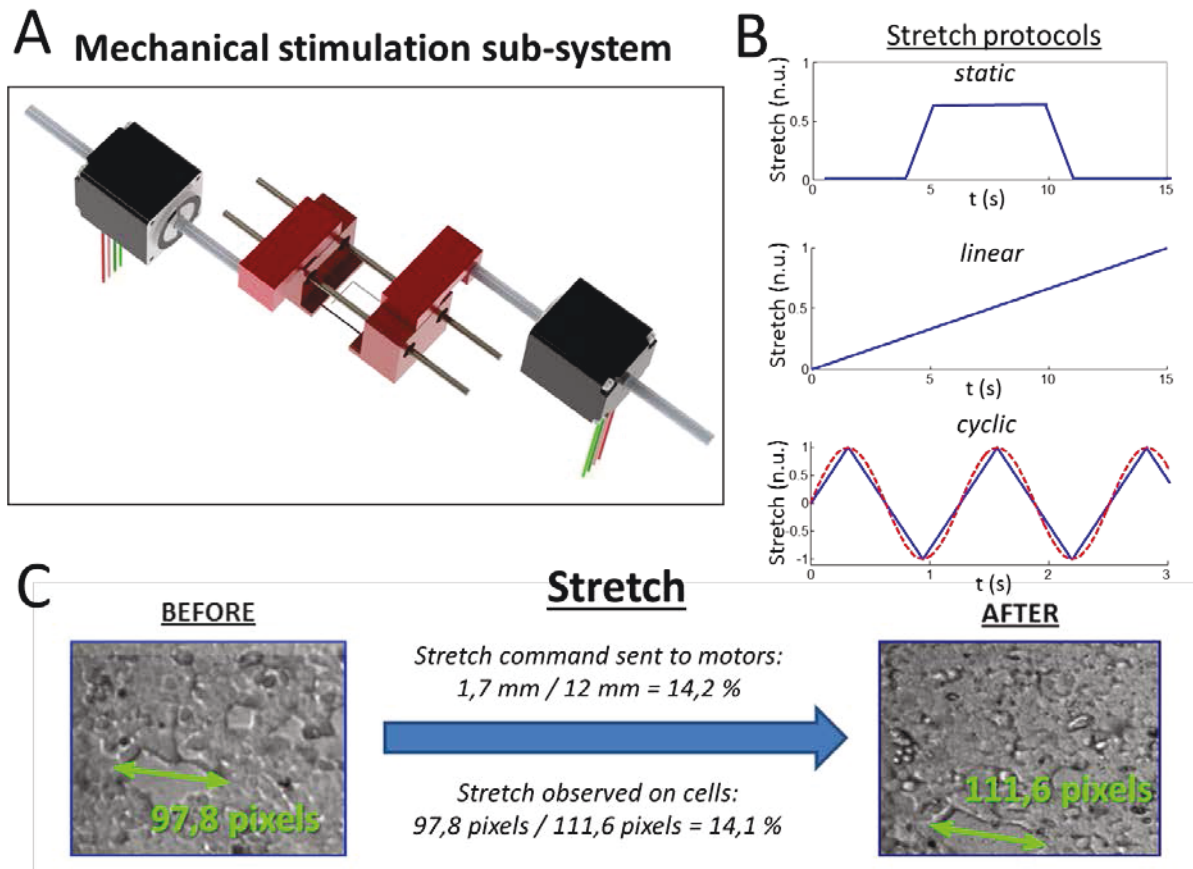 A
Mechanical stimulation sub-system
B
Stretch protocols
static
Stretch (n.u.)
1
0.5
0
5
10
15
t (s)
linear
Stretch (n.u.)
1
0.5
0
0
5
10
15
t (s)
cyclic
Stretch (n.u.)
1
0.5
0
-0.5
-1
0
1
2
3
t (s)
C
Stretch
BEFORE
97,8 pixels
Stretch command sent to motors:
1,7 mm / 12 mm = 14,2 %
Stretch observed on cells:
97,8 pixels / 111,6 pixels = 14,1 %
AFTER
111,6 pixels